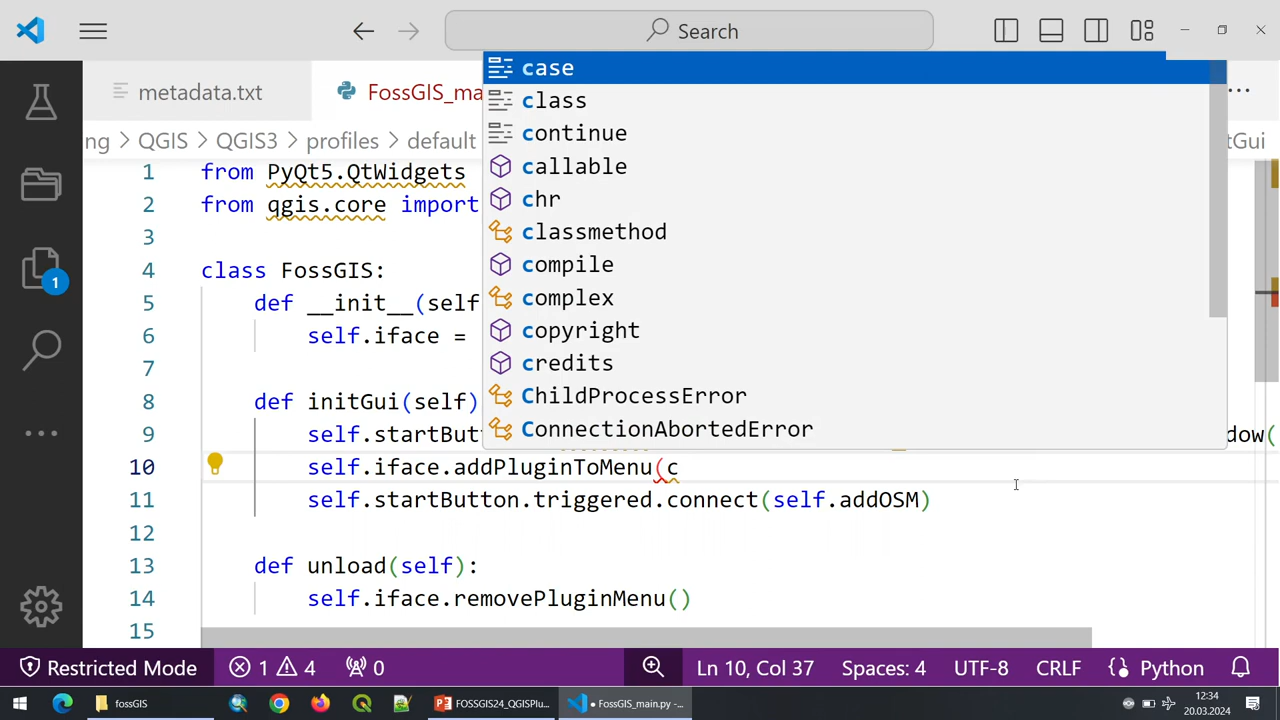 Search
metadata.txt
FossGIS_ma
ng > QGIS > QGIS3 > profiles > default
tGui
case
class
continue
callable
chr
classmethod
compile
complex
copyright
credits
ChildProcessError
ConnectionAbortedError
1 from PyQt5.QtWidgets
2 from qgis.core import
3
4 class FossGIS:
5 def __init__(self
6 self.iface =
7
8 def initGui(self)
9 self.startButt dow(
10 self.iface.addPluginToMenu(c
11 self.startButton.triggered.connect(self.addOSM)
12
13 def unload(self):
14 self.iface.removePluginMenu()
15
1
Restricted Mode 1 4 0 Ln 10, Col 37 Spaces: 4 UTF-8 CRLF Python
fossGIS FOSSGIS24_QGISPlu... ● FossGIS_main.py -... 12:34
20.03.2024